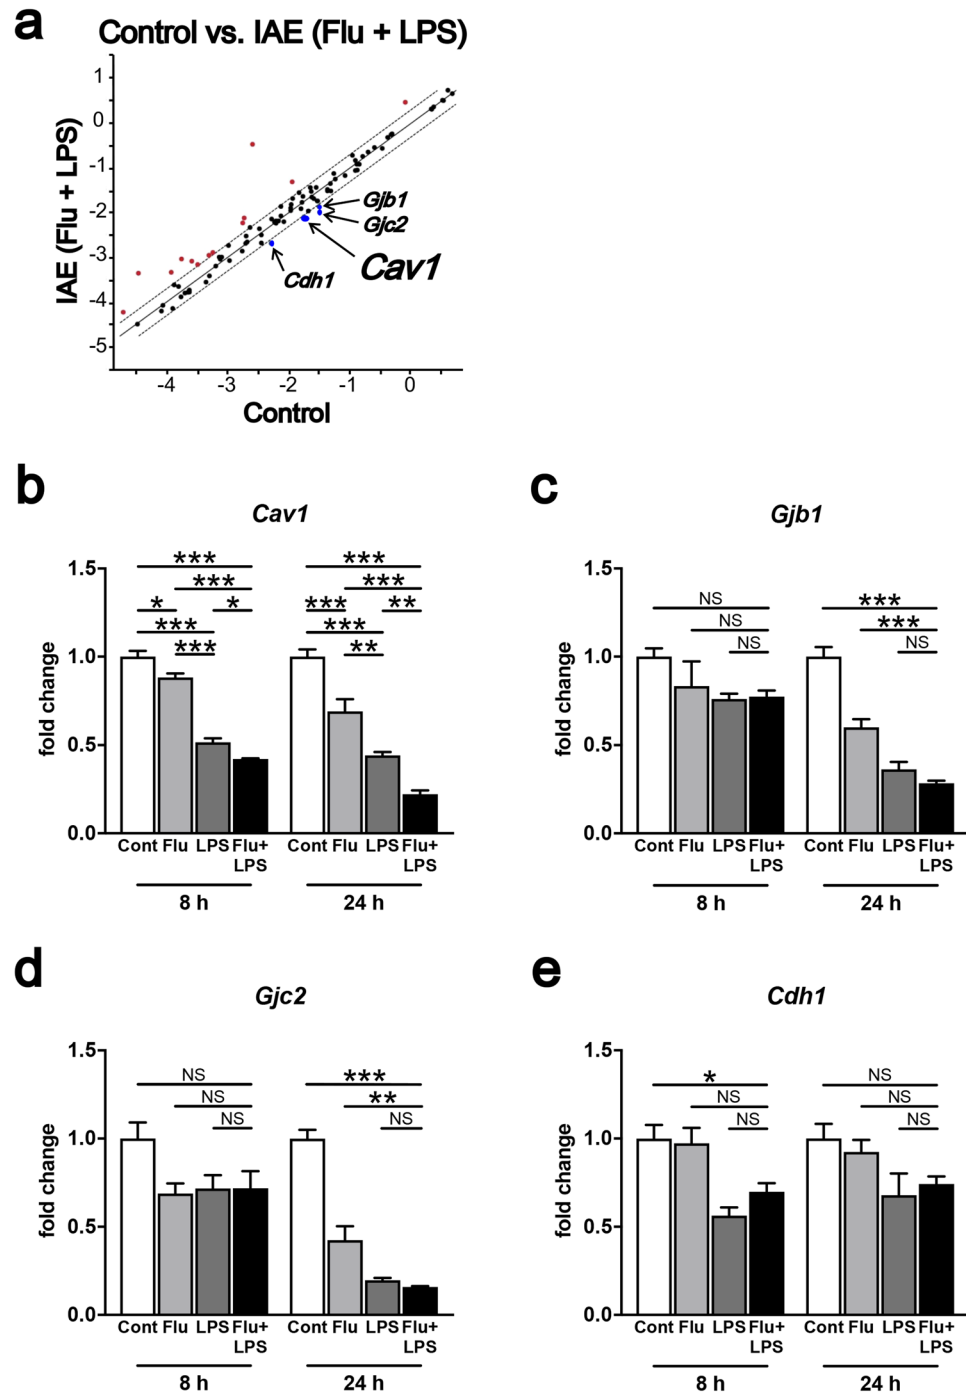 a
Control vs. IAE (Flu + LPS)
IAE (Flu + LPS)
1
0
-1
-2
-3
-4
-5
Gjb1
Gjc2
Cav1
Cdh1
-4 -3 -2 -1 0
Control
b
Cav1
fold change
1.5
1.0
0.5
0.0
*** ***
*** ***
* * *** **
*** ***
*** **
Cont Flu LPS Flu+ LPS Cont Flu LPS Flu+ LPS
8 h 24 h
c
Gjb1
fold change
1.5
1.0
0.5
0.0
NS ***
NS ***
NS NS
Cont Flu LPS Flu+ LPS Cont Flu LPS Flu+ LPS
8 h 24 h
d
Gjc2
fold change
1.5
1.0
0.5
0.0
NS ***
NS **
NS NS
Cont Flu LPS Flu+ LPS Cont Flu LPS Flu+ LPS
8 h 24 h
e
Cdh1
fold change
1.5
1.0
0.5
0.0
* NS
NS NS
NS NS
Cont Flu LPS Flu+ LPS Cont Flu LPS Flu+ LPS
8 h 24 h